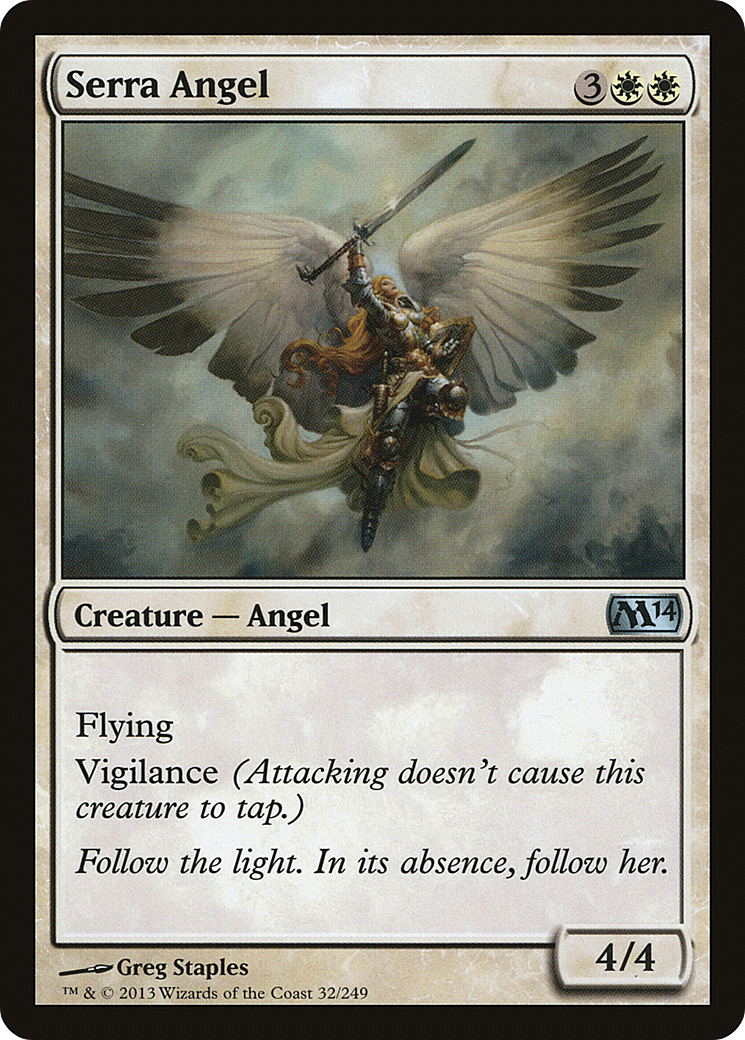 Serra Angel 3
Creature — Angel M14
Flying
Vigilance (Attacking doesn't cause this
creature to tap.)
Follow the light. In its absence, follow her.
4/4
Greg Staples
™ & © 2013 Wizards of the Coast 32/249